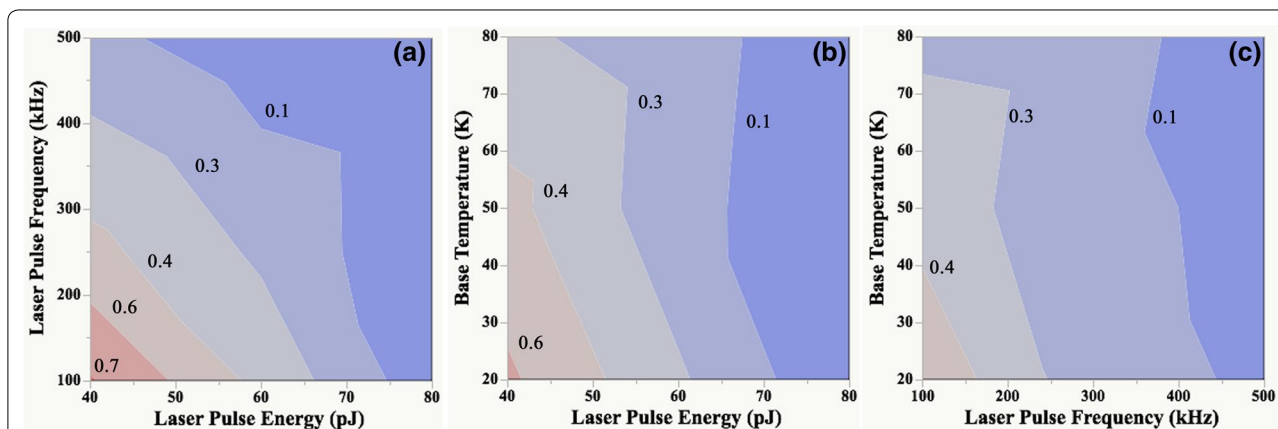 (a)
500
400
300
200
100
Laser Pulse Frequency (kHz)
0.1
0.3
0.4
0.6
0.7
40 50 60 70 80
Laser Pulse Energy (pJ)
(b)
80
70
60
50
40
30
20
Base Temperature (K)
0.3
0.1
0.4
0.6
40 50 60 70 80
Laser Pulse Energy (pJ)
(c)
80
70
60
50
40
30
20
Base Temperature (K)
0.3
0.1
0.4
100 200 300 400 500
Laser Pulse Frequency (kHz)